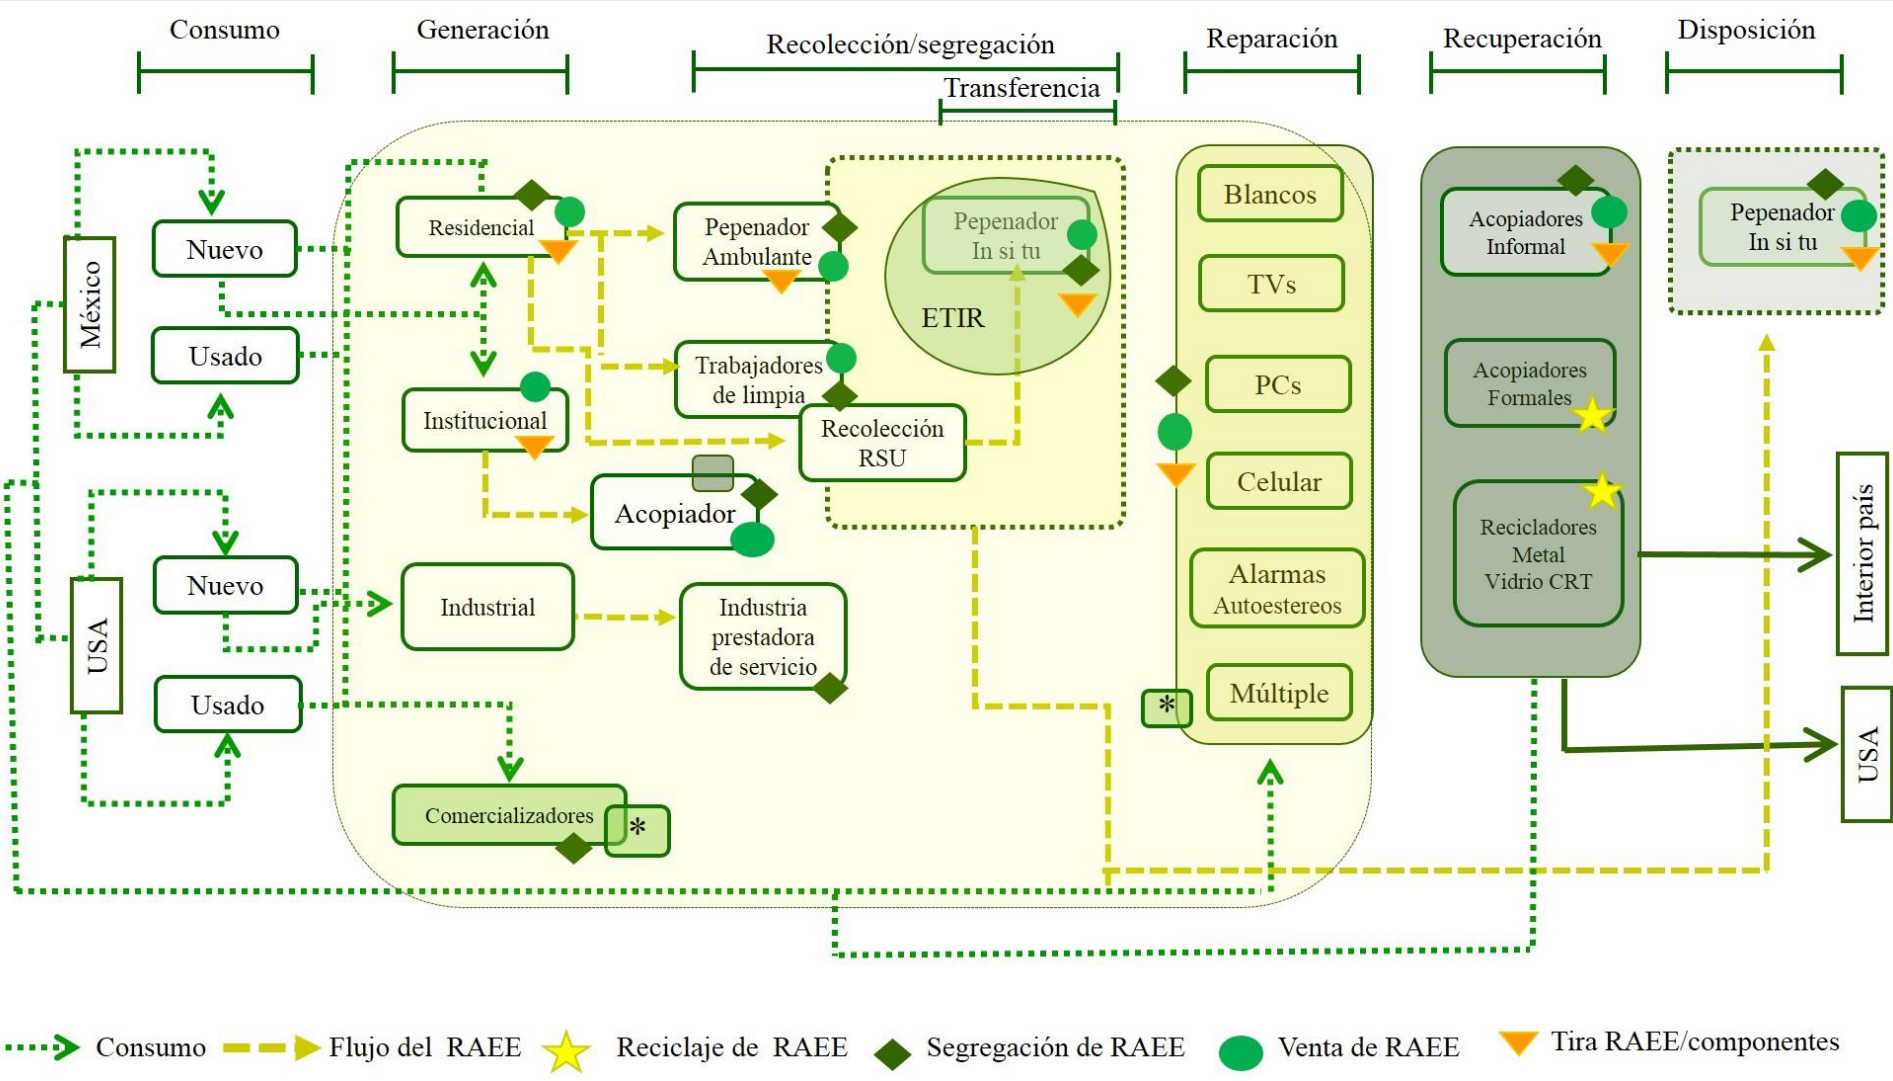 Consumo
Generación
Recolección/segregación
Transferencia
Reparación
Recuperación
Disposición
México
Nuevo
Usado
USA
Nuevo
Usado
Residencial
Institucional
Industrial
Comercializadores
*
Pepenador
Ambulante
Trabajadores
de limpia
Recolección
RSU
Acopiador
Industria
prestadora
de servicio
Pepenador
In si tu
ETIR
Blancos
TVs
PCs
Celular
Alarmas
Autoestereos
Múltiple
*
Acopiadores
Informal
Acopiadores
Formales
Recicladores
Metal
Vidrio CRT
Pepenador
In si tu
Interior país
USA
Consumo
Flujo del RAEE
Reciclaje de RAEE
Segregación de RAEE
Venta de RAEE
Tira RAEE/componentes